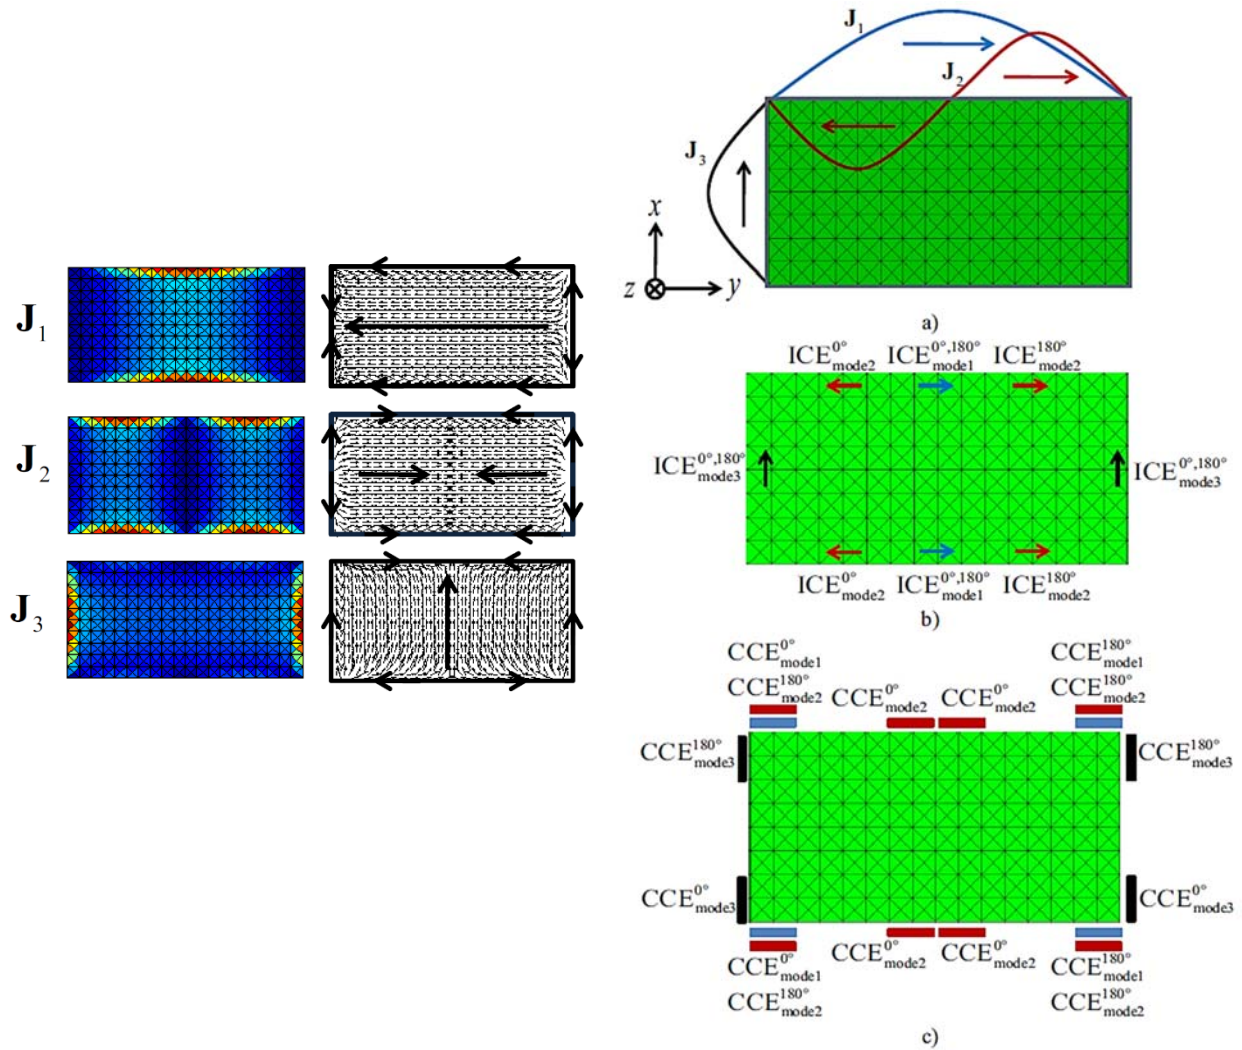 J₁
J₂
J₃
J₁
J₂
J₃
x
z y
a)
ICE⁰°mode2 ICE⁰°,¹⁸⁰°mode1 ICE¹⁸⁰°mode2
ICE⁰°,¹⁸⁰°mode3 ICE⁰°,¹⁸⁰°mode3
ICE⁰°mode2 ICE⁰°,¹⁸⁰°mode1 ICE¹⁸⁰°mode2
b)
CCE⁰°mode1 CCE¹⁸⁰°mode1
CCE¹⁸⁰°mode2 CCE⁰°mode2 CCE⁰°mode2 CCE¹⁸⁰°mode2
CCE¹⁸⁰°mode3 CCE¹⁸⁰°mode3
CCE⁰°mode3 CCE⁰°mode3
CCE⁰°mode1 CCE⁰°mode2 CCE⁰°mode2 CCE¹⁸⁰°mode1
CCE¹⁸⁰°mode2 CCE¹⁸⁰°mode2
c)